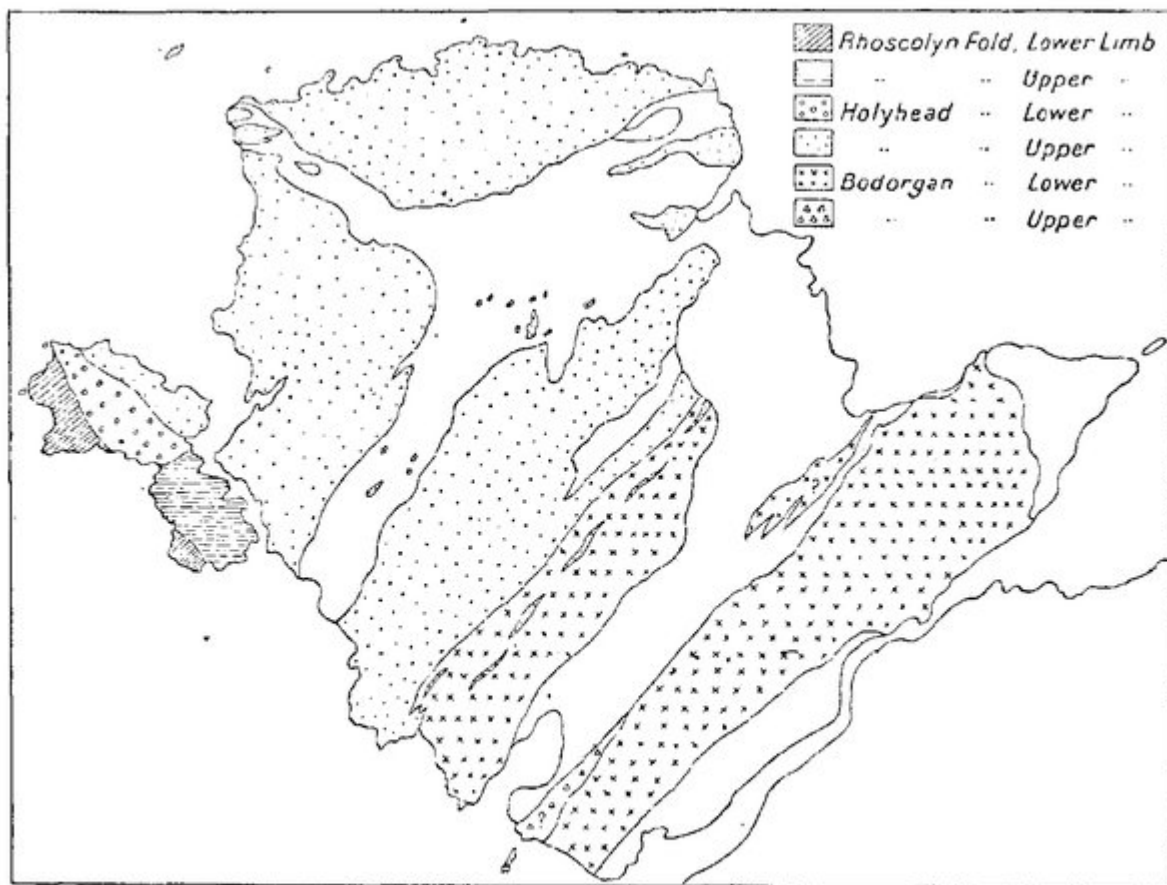 Rhoscolyn Fold, Lower Limb
" " Upper "
Holyhead " Lower "
" " Upper "
Bodorgan " Lower "
" " Upper "
?
?